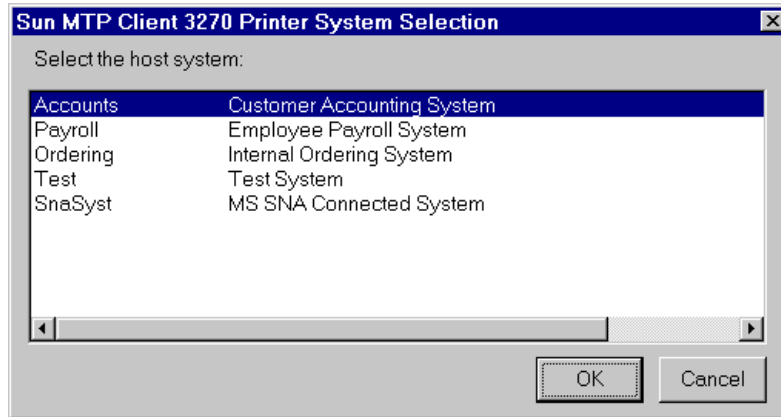 Sun MTP Client 3270 Printer System Selection
Select the host system:
Accounts Customer Accounting System
Payroll Employee Payroll System
Ordering Internal Ordering System
Test Test System
SnaSyst MS SNA Connected System
OK Cancel